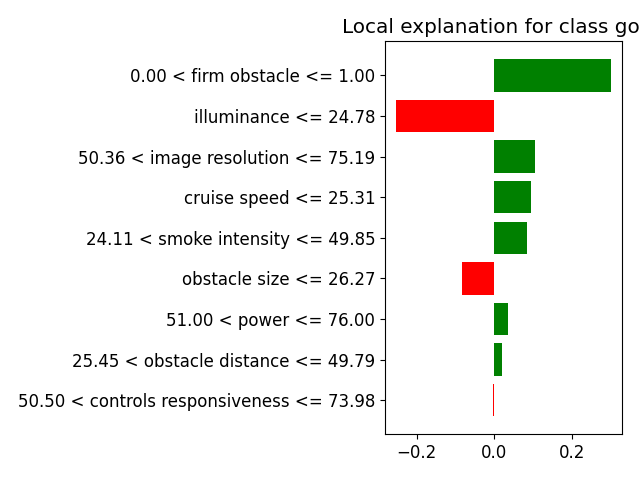 Local explanation for class go
0.00 < firm obstacle <= 1.00
illuminance <= 24.78
50.36 < image resolution <= 75.19
cruise speed <= 25.31
24.11 < smoke intensity <= 49.85
obstacle size <= 26.27
51.00 < power <= 76.00
25.45 < obstacle distance <= 49.79
50.50 < controls responsiveness <= 73.98
−0.2 0.0 0.2